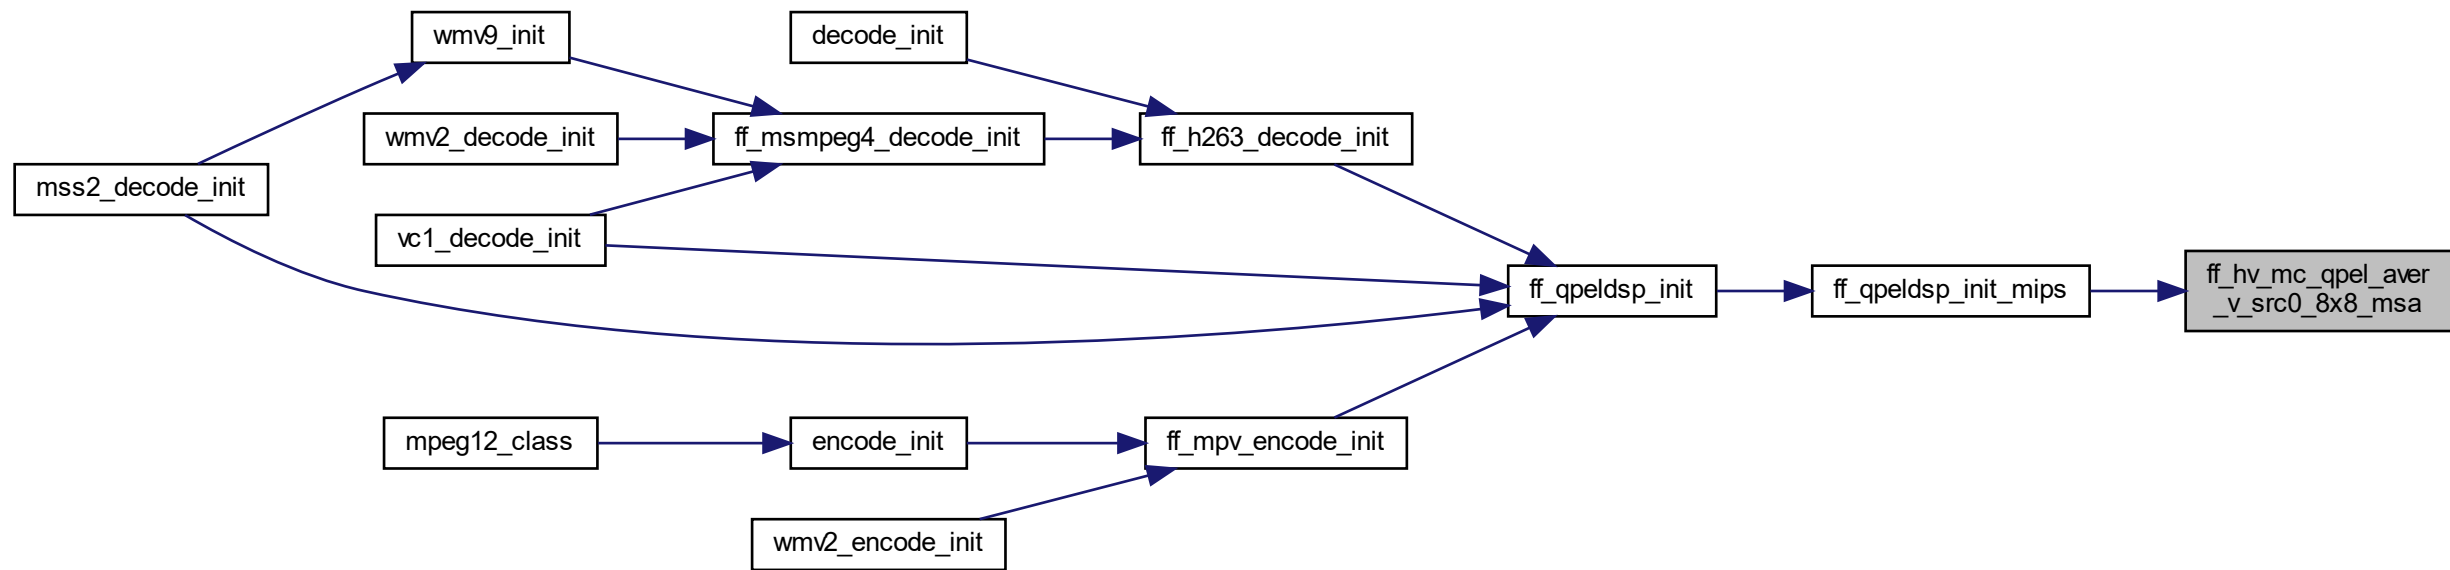 wmv9_init
decode_init
wmv2_decode_init
ff_msmpeg4_decode_init
ff_h263_decode_init
mss2_decode_init
vc1_decode_init
ff_qpeldsp_init
ff_qpeldsp_init_mips
ff_hv_mc_qpel_aver
_v_src0_8x8_msa
mpeg12_class
encode_init
ff_mpv_encode_init
wmv2_encode_init